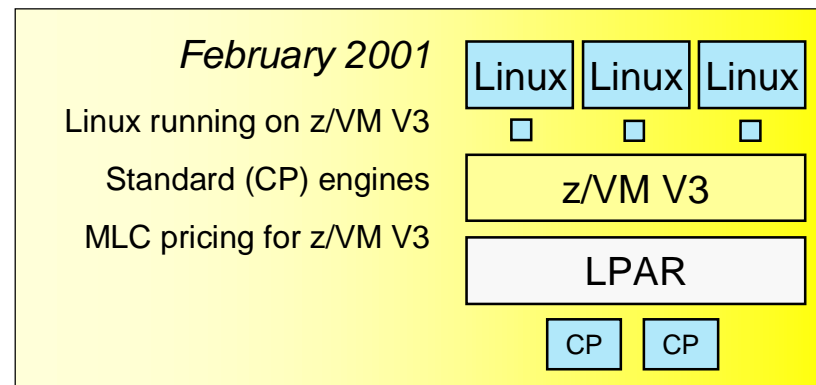 February 2001
Linux running on z/VM V3
Standard (CP) engines
MLC pricing for z/VM V3
Linux Linux Linux
z/VM V3
LPAR
CP CP